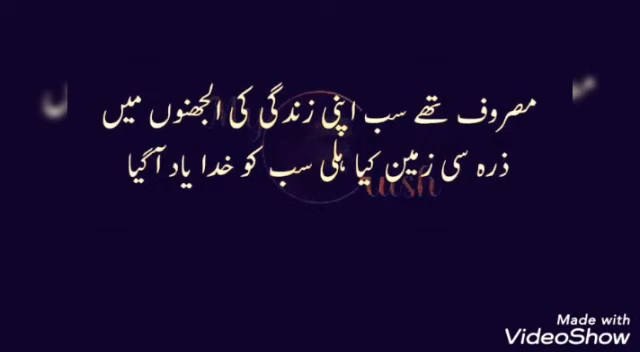 مصروف تھے سب اپنی زندگی کی الجھنوں میں
ذرہ سی زمین کیا ہلی سب کو خدا یاد آگیا
Made with
VideoShow